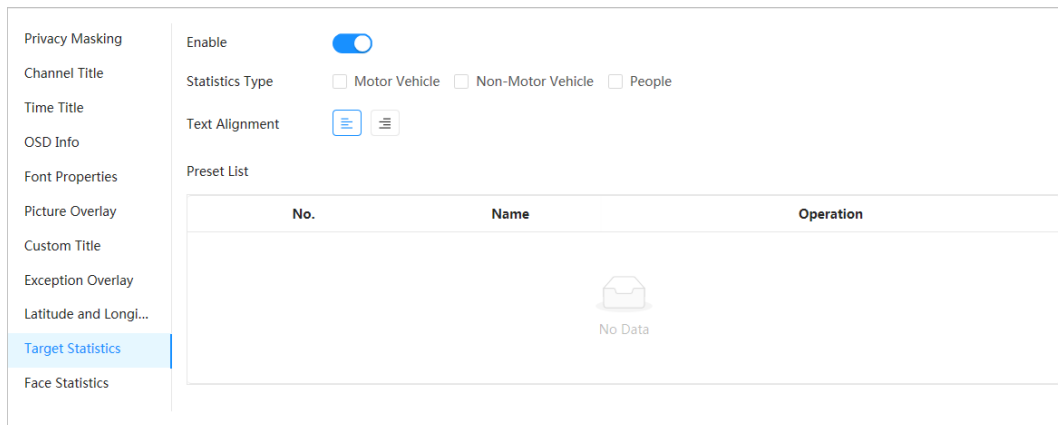 Privacy Masking
Channel Title
Time Title
OSD Info
Font Properties
Picture Overlay
Custom Title
Exception Overlay
Latitude and Longi...
Target Statistics
Face Statistics
Enable
Statistics Type Motor Vehicle Non-Motor Vehicle People
Text Alignment
Preset List
No. Name Operation
No Data